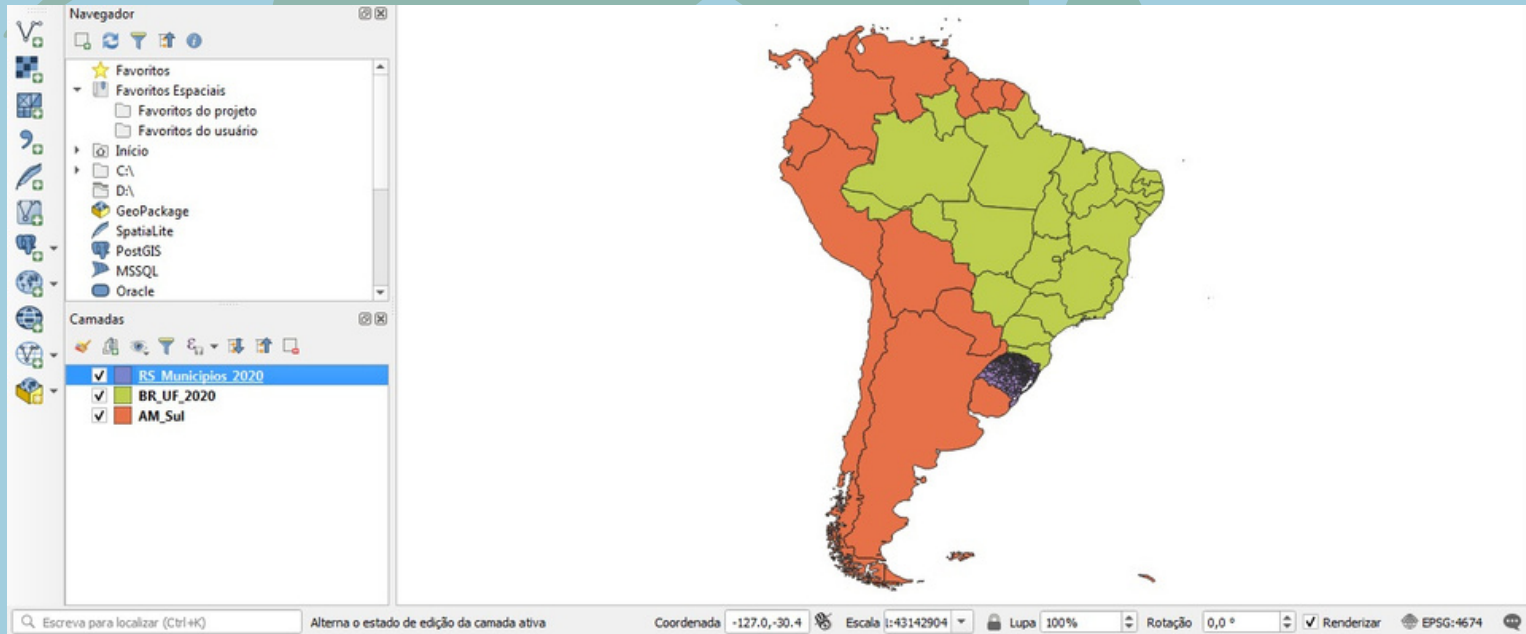 Navegador
Favoritos
Favoritos Espaciais
Favoritos do projeto
Favoritos do usuário
Início
C:\
D:\
GeoPackage
SpatiaLite
PostGIS
MSSQL
Oracle
Camadas
RS_Municípios_2020
BR_UF_2020
AM_Sul
Escreva para localizar (Ctrl+K) Alterna o estado de edição da camada ativa Coordenada -127.0,-30.4 Escala 1:43142904 Lupa 100% Rotação 0,0 ° Renderizar EPSG:4674